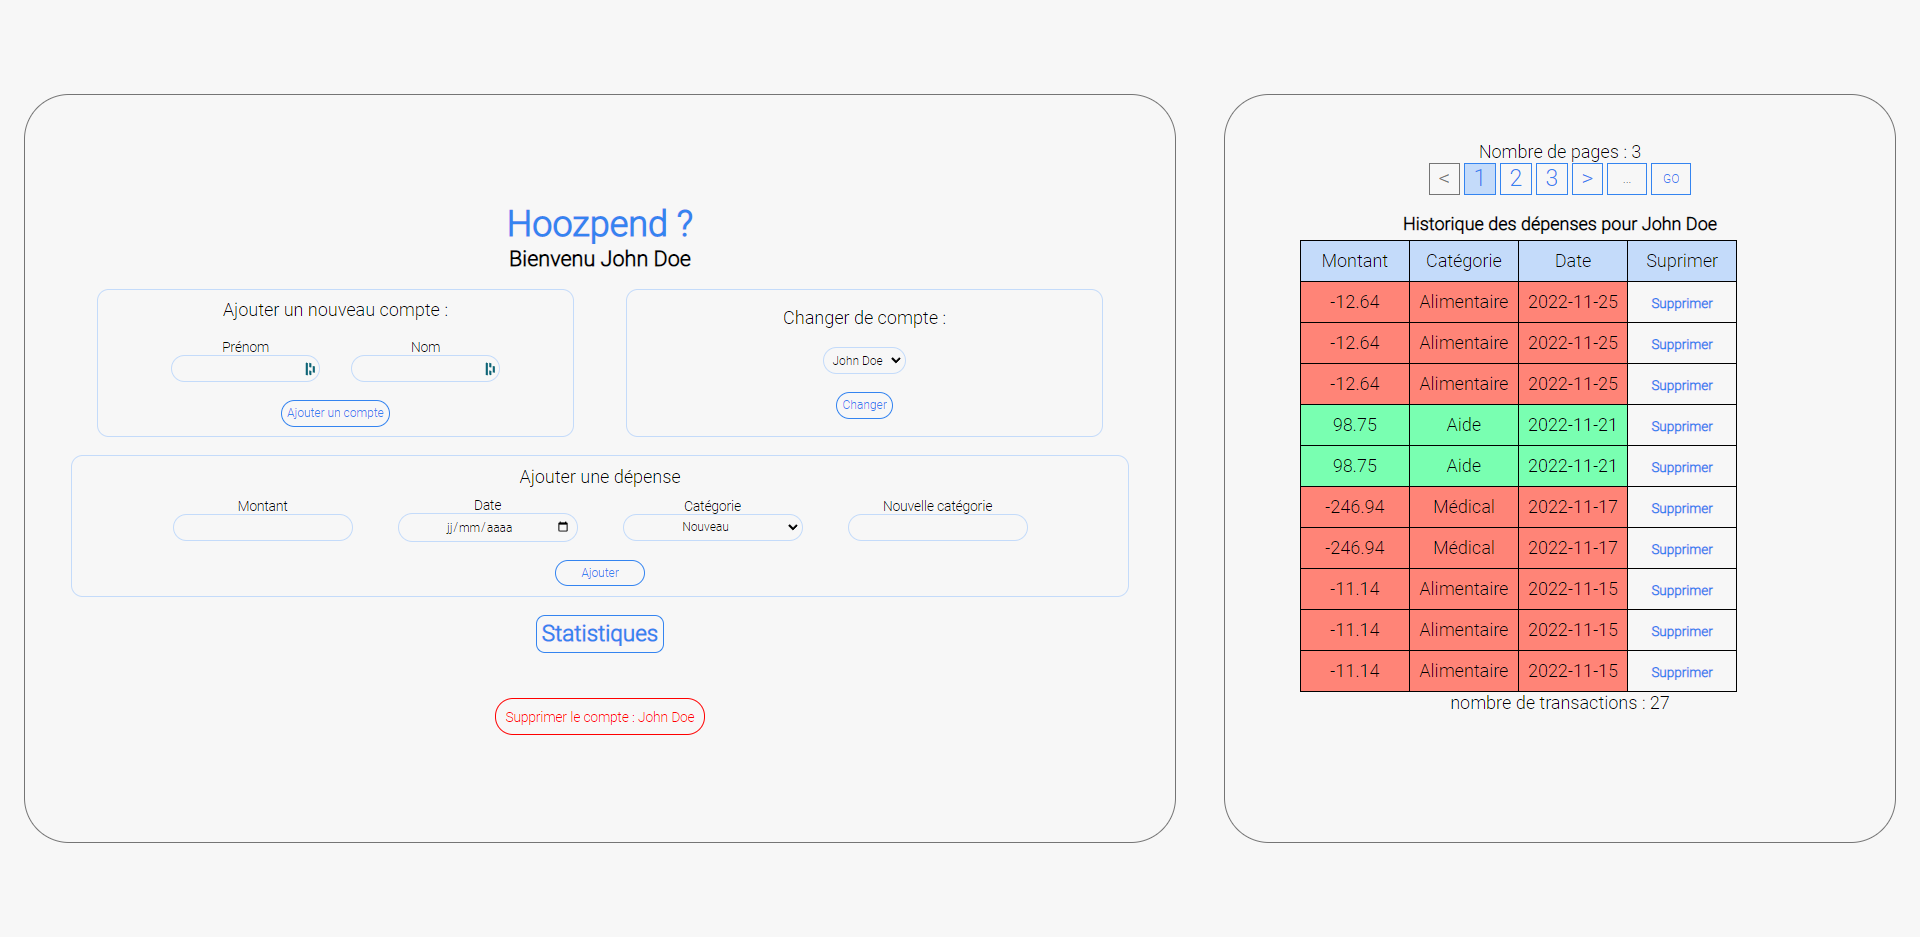 Hoozpend ?
Bienvenu John Doe
Ajouter un nouveau compte :
Prénom Nom
Ajouter un compte
Changer de compte :
John Doe
Changer
Ajouter une dépense
Montant Date Catégorie Nouvelle catégorie
jj/mm/aaaa Nouveau
Ajouter
Statistiques
Supprimer le compte : John Doe
Nombre de pages : 3
< 1 2 3 > ... GO
Historique des dépenses pour John Doe
Montant Catégorie Date Suprimer
-12.64 Alimentaire 2022-11-25 Supprimer
-12.64 Alimentaire 2022-11-25 Supprimer
-12.64 Alimentaire 2022-11-25 Supprimer
98.75 Aide 2022-11-21 Supprimer
98.75 Aide 2022-11-21 Supprimer
-246.94 Médical 2022-11-17 Supprimer
-246.94 Médical 2022-11-17 Supprimer
-11.14 Alimentaire 2022-11-15 Supprimer
-11.14 Alimentaire 2022-11-15 Supprimer
-11.14 Alimentaire 2022-11-15 Supprimer
nombre de transactions : 27